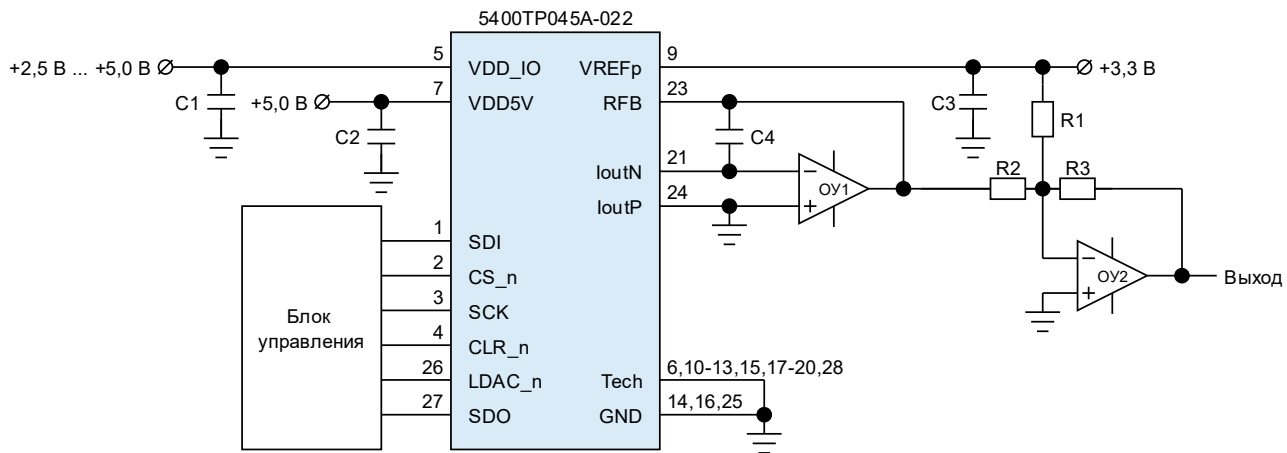 5400ТР045А-022
+2,5 В ... +5,0 В
5
VDD_IO
VREFp
9
+3,3 В
C1
+5,0 В
7
VDD5V
RFB
23
C2
C4
C3
R1
IoutN
21
IoutP
24
−
+
ОУ1
R2
R3
−
+
ОУ2
Выход
Блок
управления
1
SDI
2
CS_n
3
SCK
4
CLR_n
26
LDAC_n
27
SDO
Tech
6,10-13,15,17-20,28
GND
14,16,25